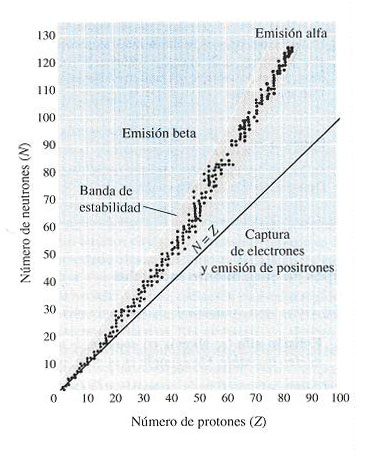 130
Emisión alfa
120
110
100
Emisión beta
90
80
Banda de
estabilidad
70
60
N = Z
Captura
de electrones
y emisión de positrones
50
40
30
20
10
0 10 20 30 40 50 60 70 80 90 100
Número de neutrones (N)
Número de protones (Z)